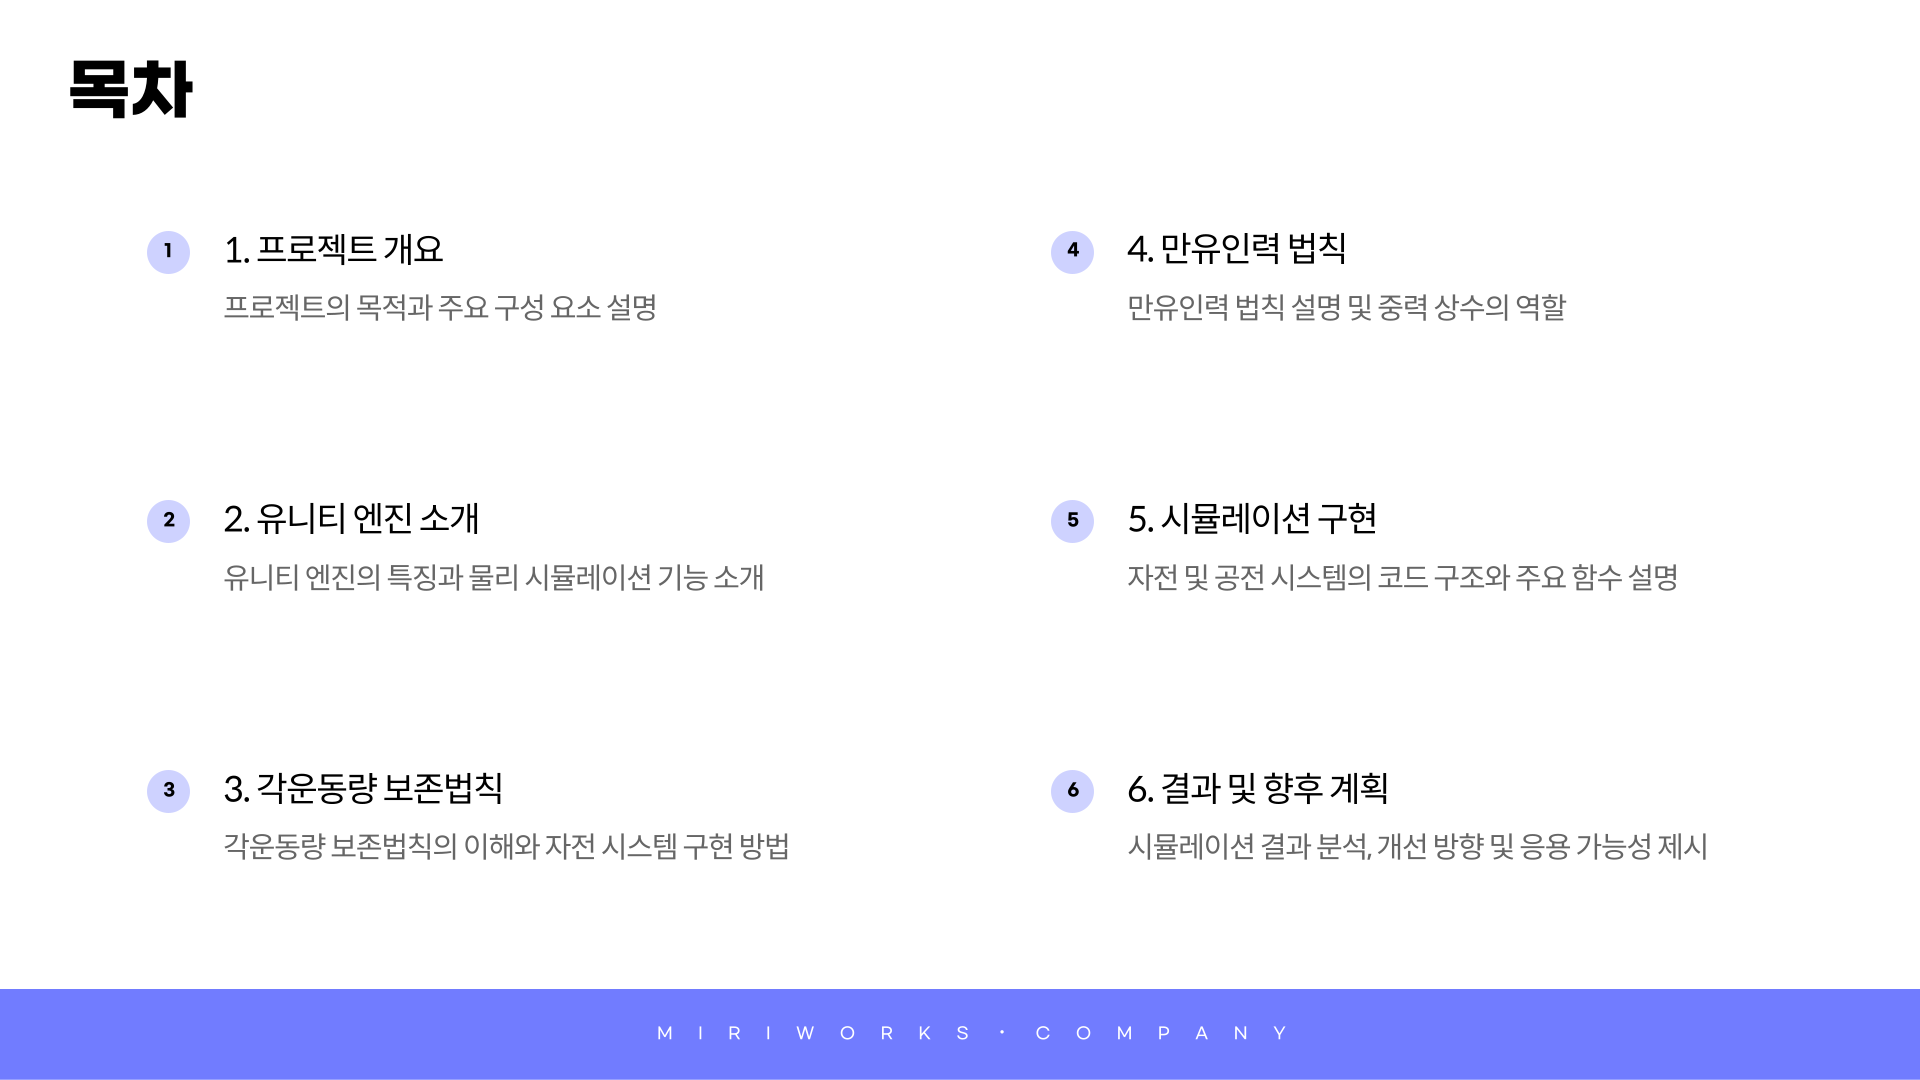 목차
1
1. 프로젝트 개요
프로젝트의 목적과 주요 구성 요소 설명
2
2. 유니티 엔진 소개
유니티 엔진의 특징과 물리 시뮬레이션 기능 소개
3
3. 각운동량 보존법칙
각운동량 보존법칙의 이해와 자전 시스템 구현 방법
4
4. 만유인력 법칙
만유인력 법칙 설명 및 중력 상수의 역할
5
5. 시뮬레이션 구현
자전 및 공전 시스템의 코드 구조와 주요 함수 설명
6
6. 결과 및 향후 계획
시뮬레이션 결과 분석, 개선 방향 및 응용 가능성 제시
MIRIWORKS·COMPANY